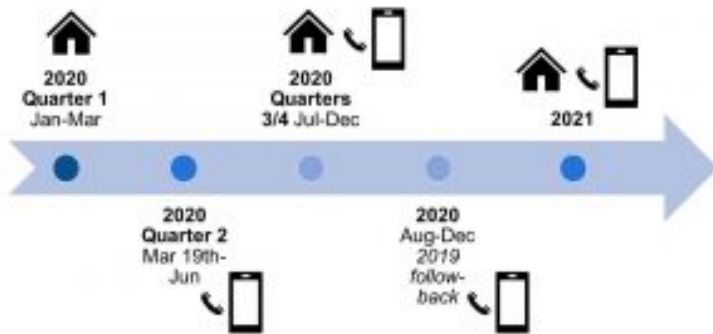 2020
Quarter 1
Jan-Mar
2020
Quarters
3/4 Jul-Dec
2021
2020
Quarter 2
Mar 19th-
Jun
2020
Aug-Dec
2019
follow-
back